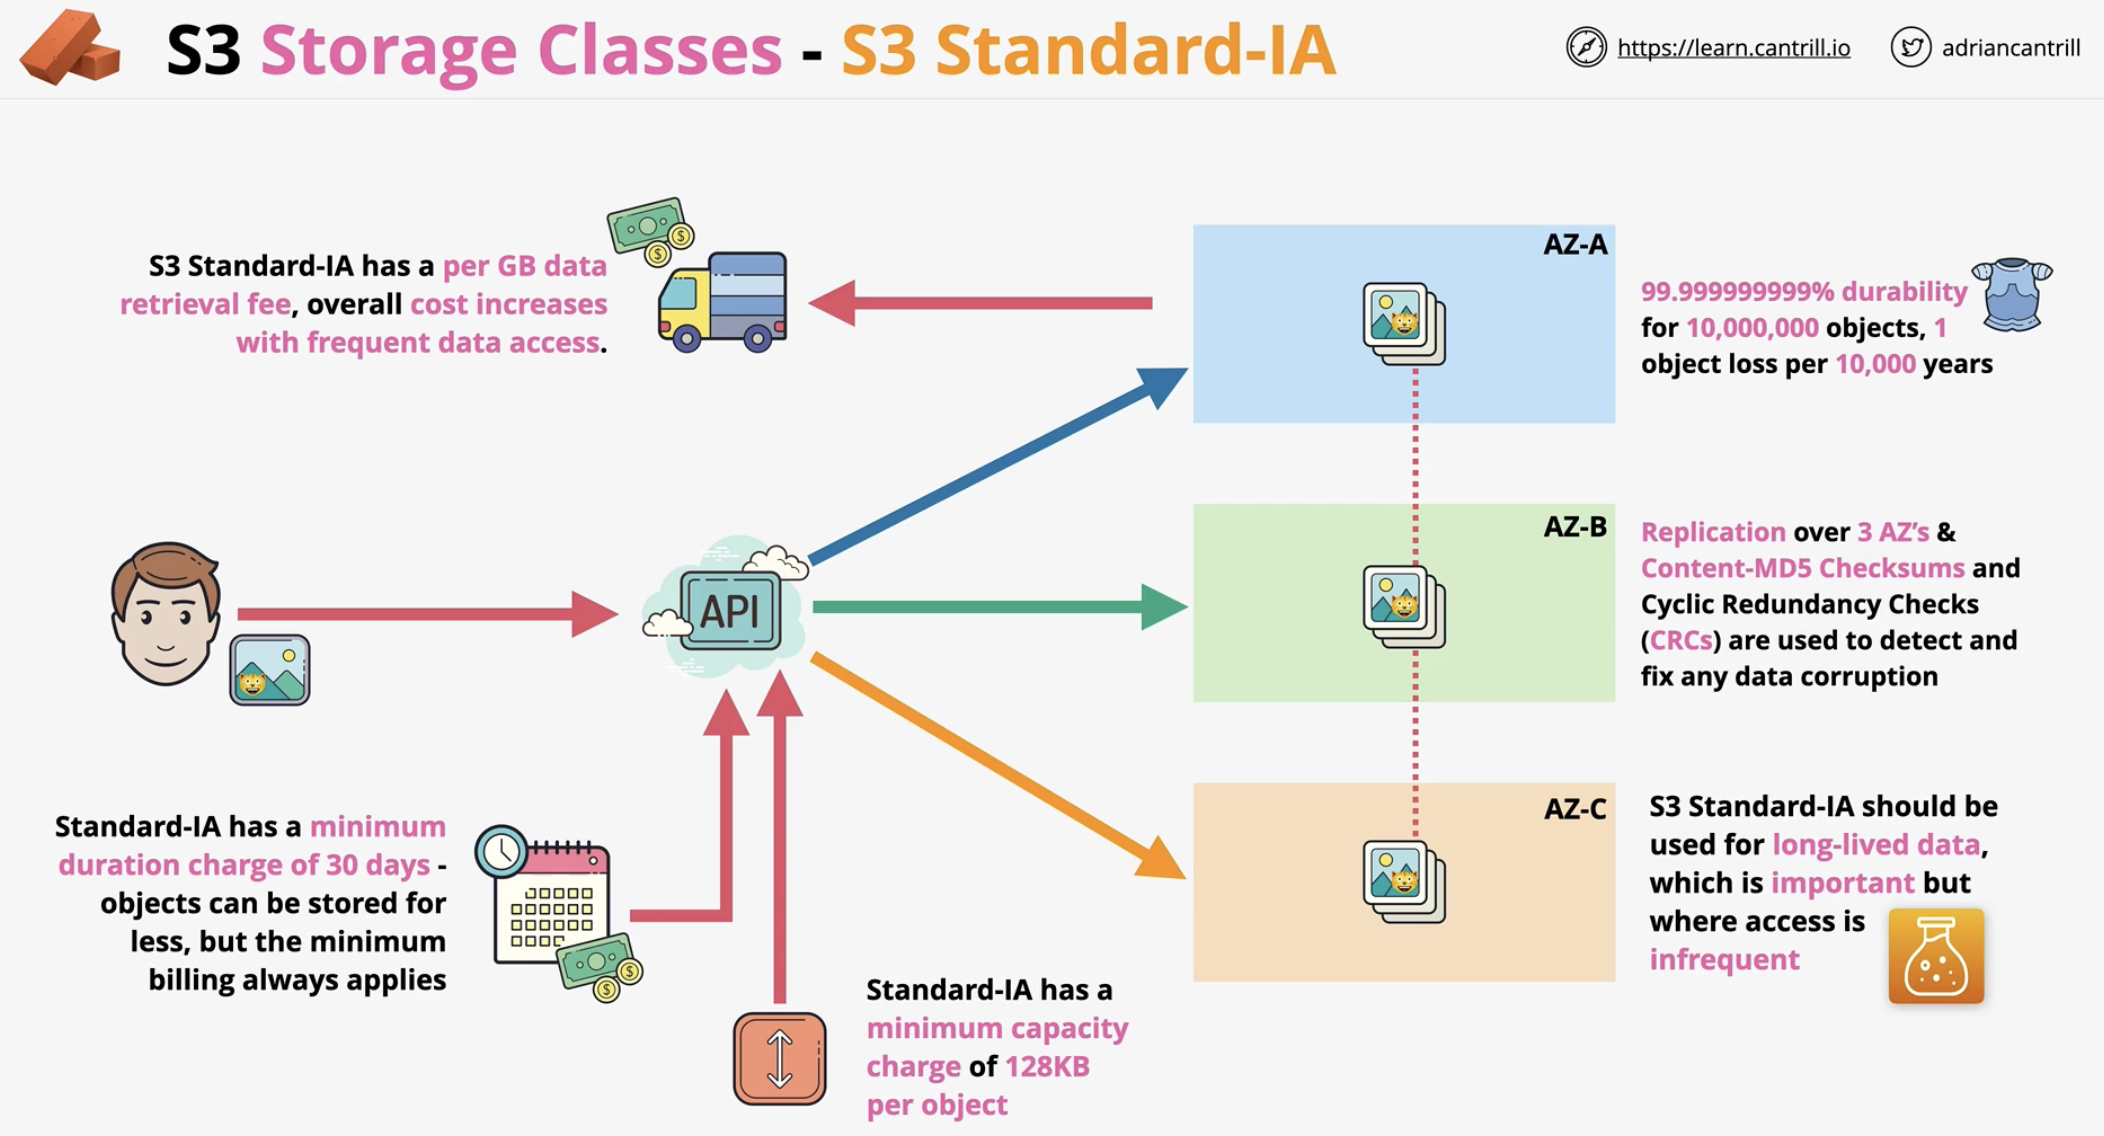 S3 Storage Classes - S3 Standard-IA
https://learn.cantrill.io
adriancantrill
S3 Standard-IA has a per GB data
retrieval fee, overall cost increases
with frequent data access.
AZ-A
99.999999999% durability
for 10,000,000 objects, 1
object loss per 10,000 years
API
AZ-B
Replication over 3 AZ’s &
Content-MD5 Checksums and
Cyclic Redundancy Checks
(CRCs) are used to detect and
fix any data corruption
Standard-IA has a minimum
duration charge of 30 days -
objects can be stored for
less, but the minimum
billing always applies
Standard-IA has a
minimum capacity
charge of 128KB
per object
AZ-C
S3 Standard-IA should be
used for long-lived data,
which is important but
where access is
infrequent